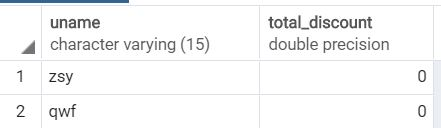 uname total_discount
character varying (15) double precision
1 zsy 0
2 qwf 0